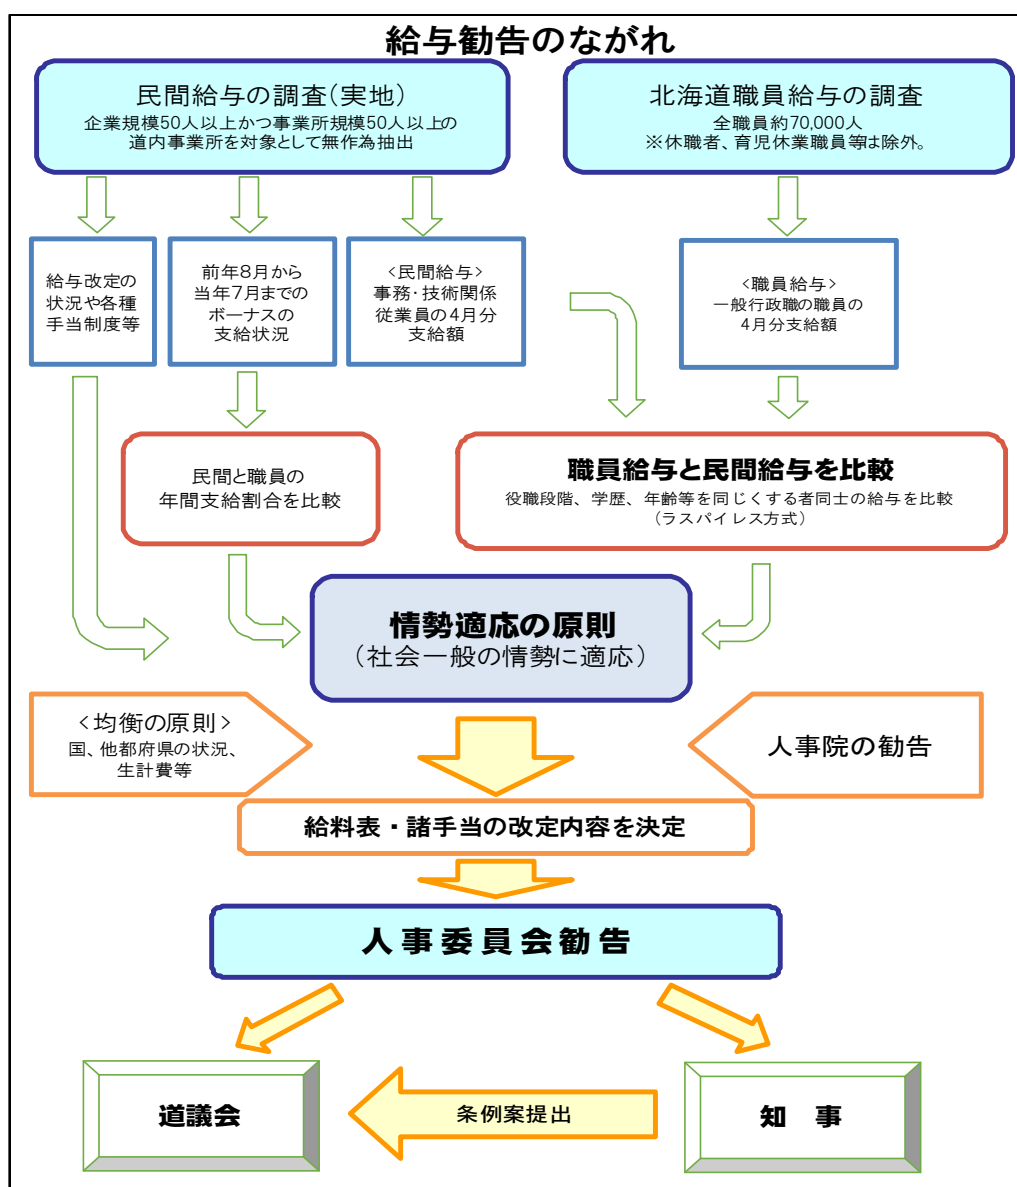 給与勧告のながれ
民間給与の調査（実地）
企業規模50人以上かつ事業所規模50人以上の
道内事業所を対象として無作為抽出
北海道職員給与の調査
全職員約70,000人
※休職者、育児休業職員等は除外。
給与改定の
状況や各種
手当制度等
前年8月から
当年7月までの
ボーナスの
支給状況
＜民間給与＞
事務・技術関係
従業員の4月分
支給額
＜職員給与＞
一般行政職の職員の
4月分支給額
民間と職員の
年間支給割合を比較
職員給与と民間給与を比較
役職段階、学歴、年齢等を同じくする者同士の給与を比較
（ラスパイレス方式）
情勢適応の原則
（社会一般の情勢に適応）
＜均衡の原則＞
国、他都府県の状況、
生計費等
人事院の勧告
給料表・諸手当の改定内容を決定
人事委員会勧告
道議会
条例案提出
知　事